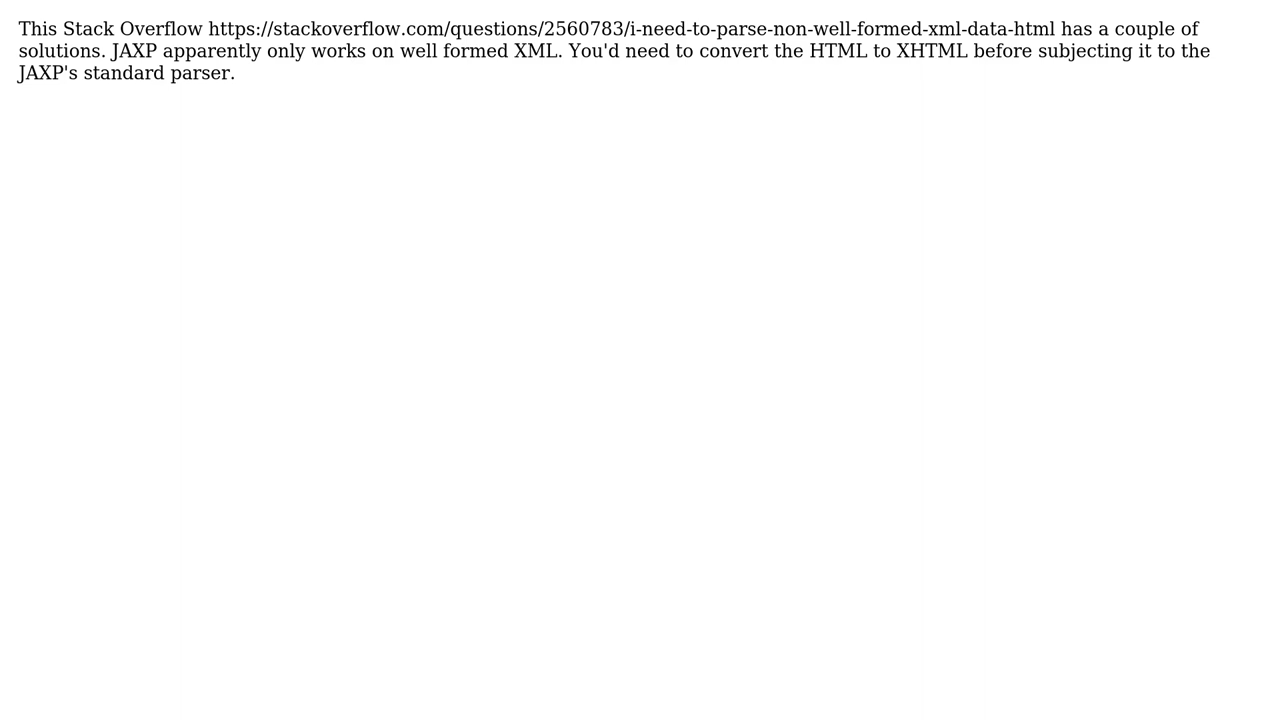 This Stack Overflow https://stackoverflow.com/questions/2560783/i-need-to-parse-non-well-formed-xml-data-html has a couple of
solutions. JAXP apparently only works on well formed XML. You'd need to convert the HTML to XHTML before subjecting it to the
JAXP's standard parser.